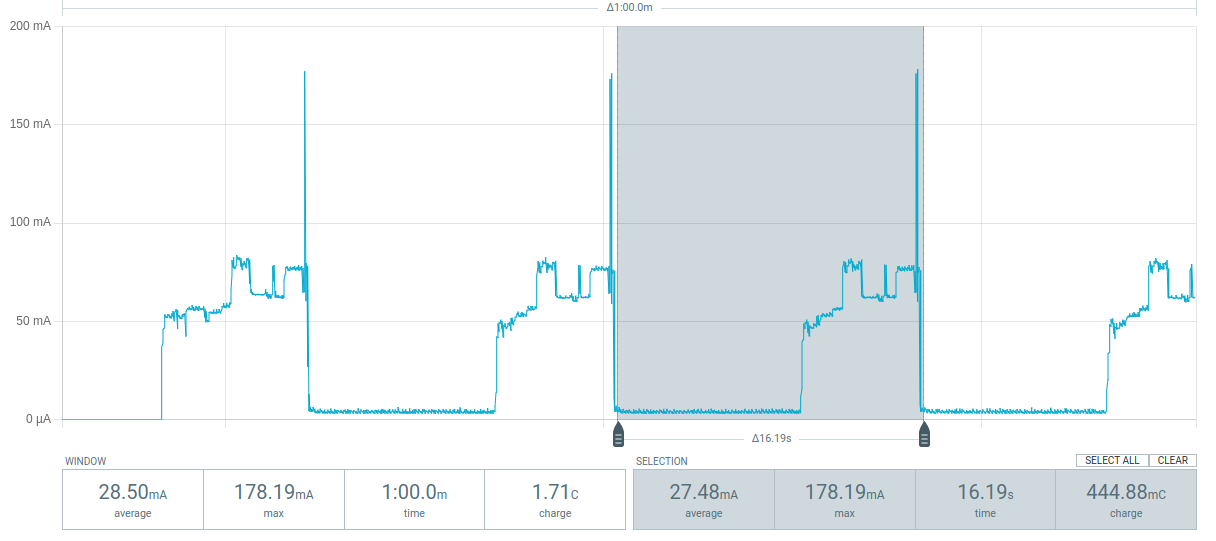 Δ1:00.0m
200 mA
150 mA
100 mA
50 mA
0 µA
Δ16.19s
WINDOW
SELECTION
SELECT ALL
CLEAR
28.50mA
178.19mA
1:00.0m
1.71C
27.48mA
178.19mA
16.19s
444.88mC
average
max
time
charge
average
max
time
charge